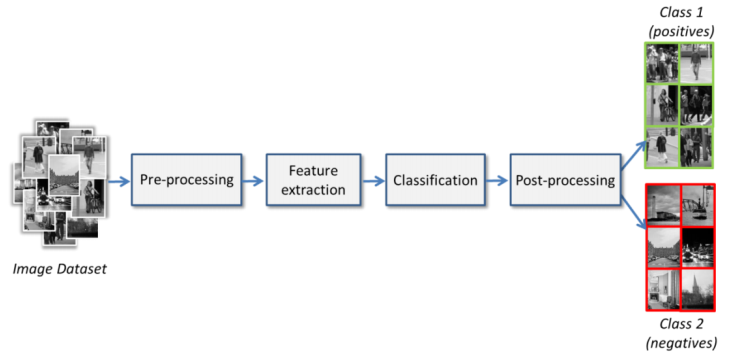 Class 1
(positives)
Pre-processing
Feature
extraction
Classification
Post-processing
Image Dataset
Class 2
(negatives)